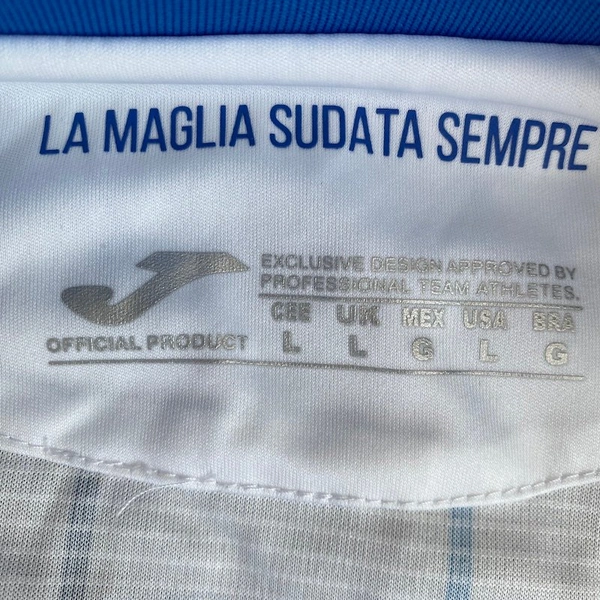 LA MAGLIA SUDATA SEMPRE
EXCLUSIVE DESIGN APPROVED BY
PROFESSIONAL TEAM ATHLETES.
CEE UK MEX USA BRA
OFFICIAL PRODUCT L L G L G